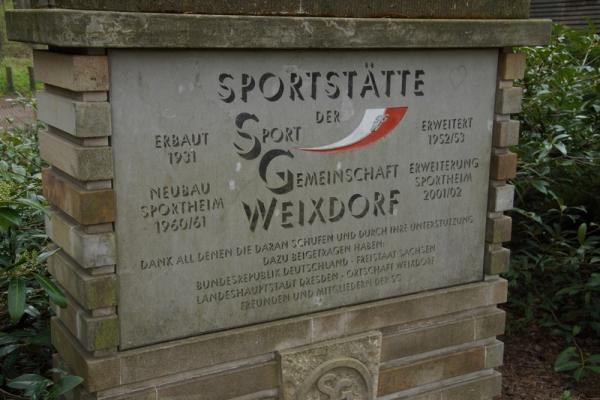 SPORTSTÄTTE
DER
SPORT
GEMEINSCHAFT
WEIXDORF
ERBAUT
1931
NEUBAU
SPORTHEIM
1960/61
ERWEITERT
1952/53
ERWEITERUNG
SPORTHEIM
2001/02
DANK ALL DENEN DIE DARAN SCHUFEN UND DURCH IHRE UNTERSTÜTZUNG
DAZU BEIGETRAGEN HABEN:
BUNDESREPUBLIK DEUTSCHLAND - FREISTAAT SACHSEN
LANDESHAUPTSTADT DRESDEN - ORTSCHAFT WEIXDORF
FREUNDEN UND MITGLIEDERN DER SG